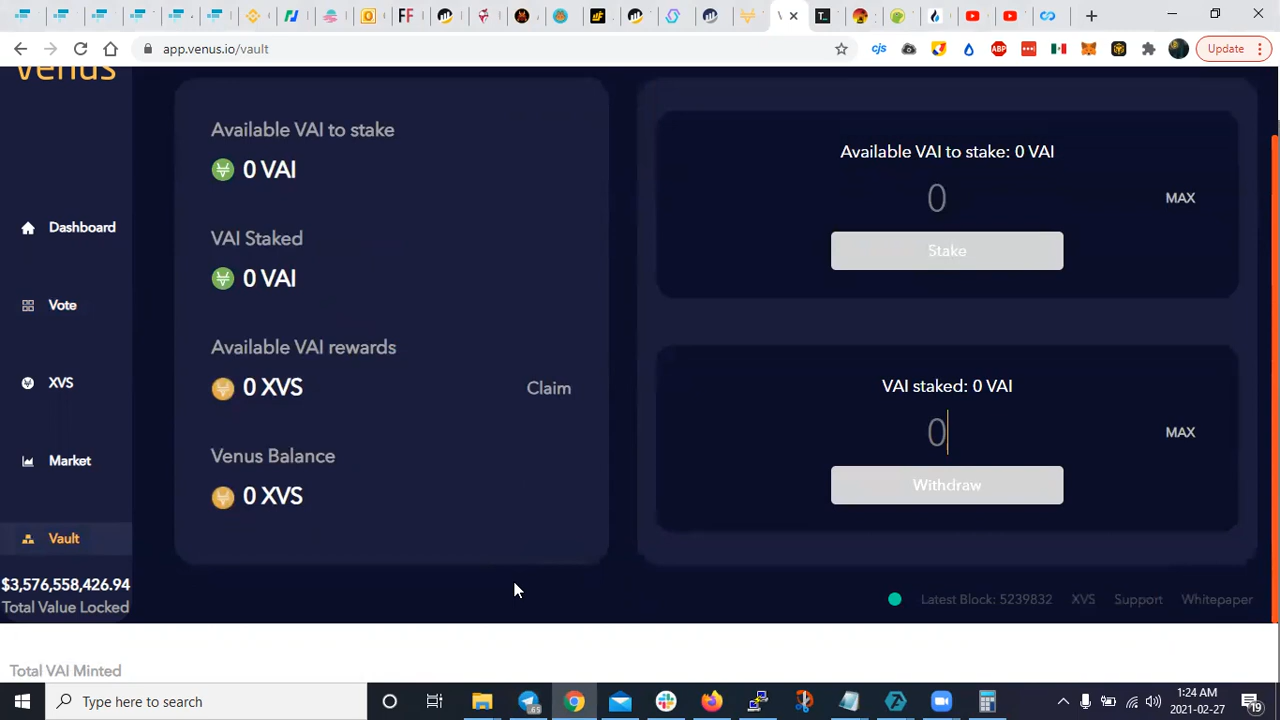 Update
app.venus.io/vault
cjs
ABP
venus
Dashboard
Vote
XVS
Market
Vault
$3,576,558,426.94
Total Value Locked
Total VAI Minted
Available VAI to stake
0 VAI
VAI Staked
0 VAI
Available VAI rewards
0 XVS
Claim
Venus Balance
0 XVS
Available VAI to stake: 0 VAI
0
MAX
Stake
VAI staked: 0 VAI
0
MAX
Withdraw
Latest Block: 5239832
XVS
Support
Whitepaper
Type here to search
65
1:24 AM
2021-02-27
19